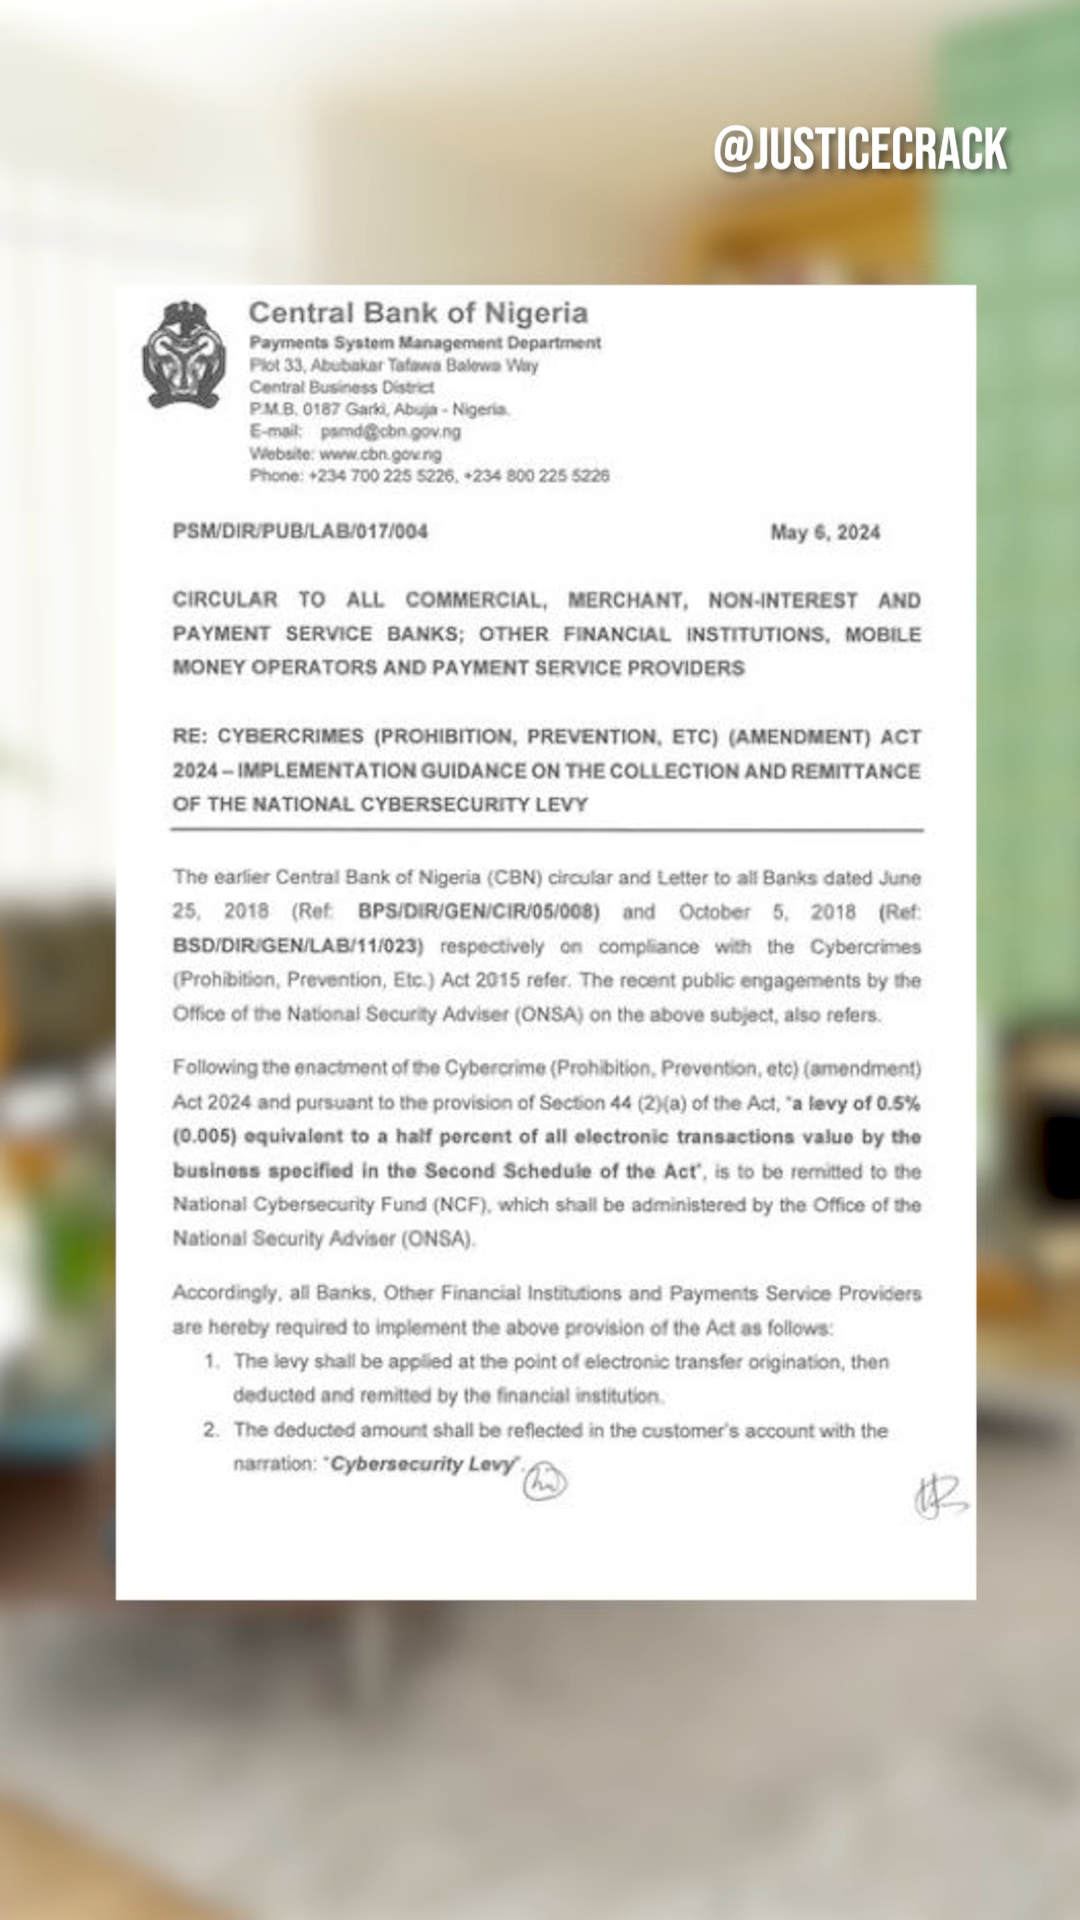 @JUSTICECRACK
Central Bank of Nigeria
Payments System Management Department
Plot 33, Abubakar Tafawa Balewa Way
Central Business District
P.M.B. 0187 Garki, Abuja - Nigeria.
E-mail: psmd@cbn.gov.ng
Website: www.cbn.gov.ng
Phone: +234 700 225 5226, +234 800 225 5226
PSM/DIR/PUB/LAB/017/004 May 6, 2024
CIRCULAR TO ALL COMMERCIAL, MERCHANT, NON-INTEREST AND
PAYMENT SERVICE BANKS; OTHER FINANCIAL INSTITUTIONS, MOBILE
MONEY OPERATORS AND PAYMENT SERVICE PROVIDERS
RE: CYBERCRIMES (PROHIBITION, PREVENTION, ETC) (AMENDMENT) ACT
2024 – IMPLEMENTATION GUIDANCE ON THE COLLECTION AND REMITTANCE
OF THE NATIONAL CYBERSECURITY LEVY
The earlier Central Bank of Nigeria (CBN) circular and Letter to all Banks dated June
25, 2018 (Ref: BPS/DIR/GEN/CIR/05/008) and October 5, 2018 (Ref:
BSD/DIR/GEN/LAB/11/023) respectively on compliance with the Cybercrimes
(Prohibition, Prevention, Etc.) Act 2015 refer. The recent public engagements by the
Office of the National Security Adviser (ONSA) on the above subject, also refers.
Following the enactment of the Cybercrime (Prohibition, Prevention, etc) (amendment)
Act 2024 and pursuant to the provision of Section 44 (2)(a) of the Act, "a levy of 0.5%
(0.005) equivalent to a half percent of all electronic transactions value by the
business specified in the Second Schedule of the Act", is to be remitted to the
National Cybersecurity Fund (NCF), which shall be administered by the Office of the
National Security Adviser (ONSA).
Accordingly, all Banks, Other Financial Institutions and Payments Service Providers
are hereby required to implement the above provision of the Act as follows:
1. The levy shall be applied at the point of electronic transfer origination, then
deducted and remitted by the financial institution.
2. The deducted amount shall be reflected in the customer's account with the
narration: "Cybersecurity Levy".